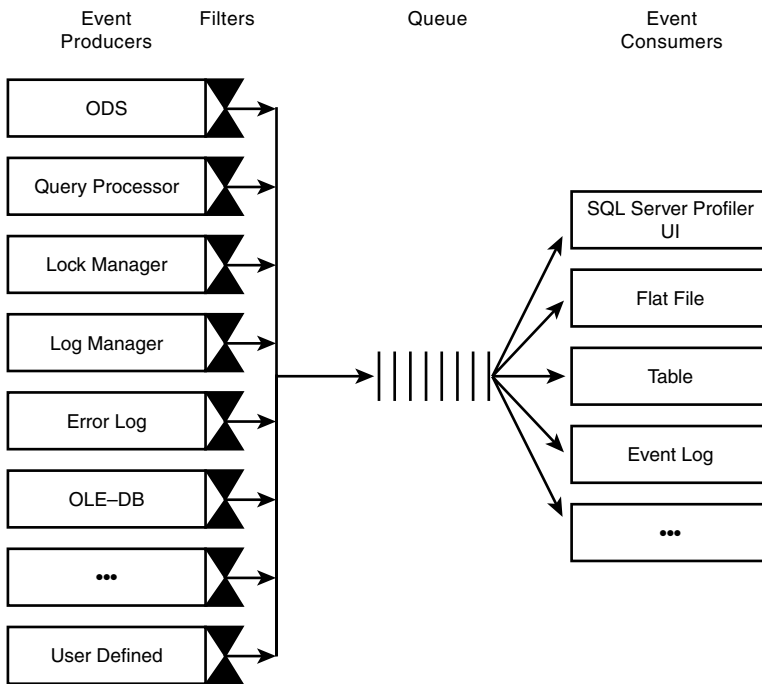 Event
Producers
Filters
Queue
Event
Consumers
ODS
Query Processor
Lock Manager
Log Manager
Error Log
OLE–DB
•••
User Defined
SQL Server Profiler
UI
Flat File
Table
Event Log
•••